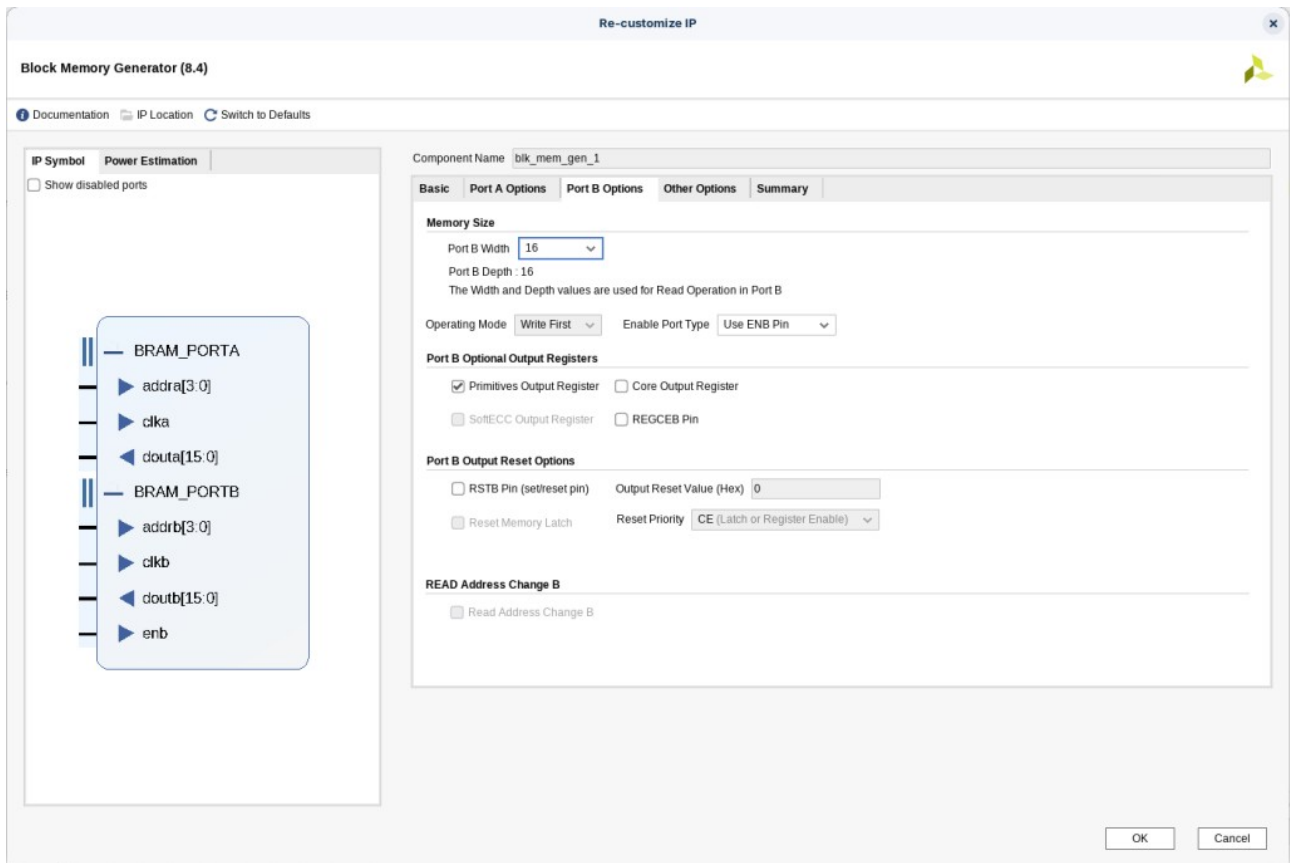 Re-customize IP
Block Memory Generator (8.4)
Documentation IP Location Switch to Defaults
IP Symbol Power Estimation
Show disabled ports
BRAM_PORTA
addra[3:0]
clka
douta[15:0]
BRAM_PORTB
addrb[3:0]
clkb
doutb[15:0]
enb
Component Name blk_mem_gen_1
Basic Port A Options Port B Options Other Options Summary
Memory Size
Port B Width 16
Port B Depth : 16
The Width and Depth values are used for Read Operation in Port B
Operating Mode Write First Enable Port Type Use ENB Pin
Port B Optional Output Registers
Primitives Output Register Core Output Register
SoftECC Output Register REGCEB Pin
Port B Output Reset Options
RSTB Pin (set/reset pin) Output Reset Value (Hex) 0
Reset Memory Latch Reset Priority CE (Latch or Register Enable)
READ Address Change B
Read Address Change B
OK Cancel